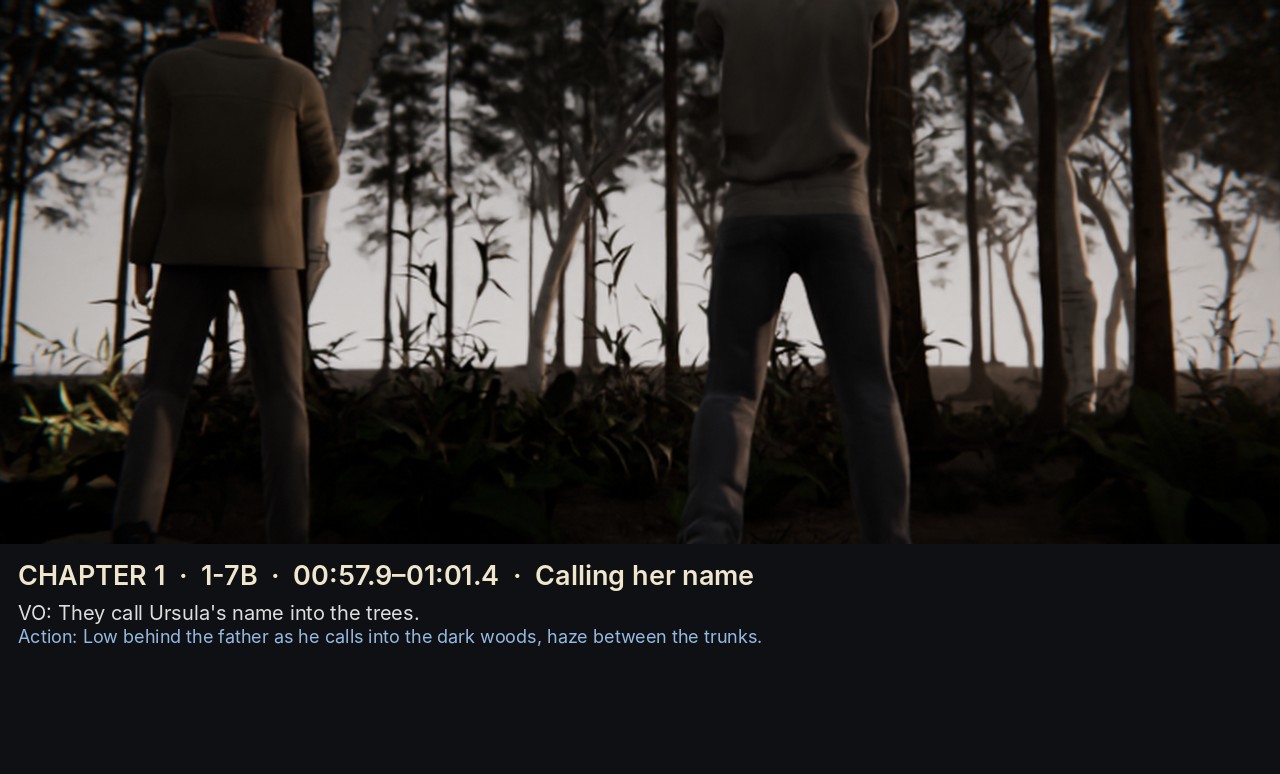 CHAPTER 1 · 1-7B · 00:57.9–01:01.4 · Calling her name
VO: They call Ursula's name into the trees.
Action: Low behind the father as he calls into the dark woods, haze between the trunks.